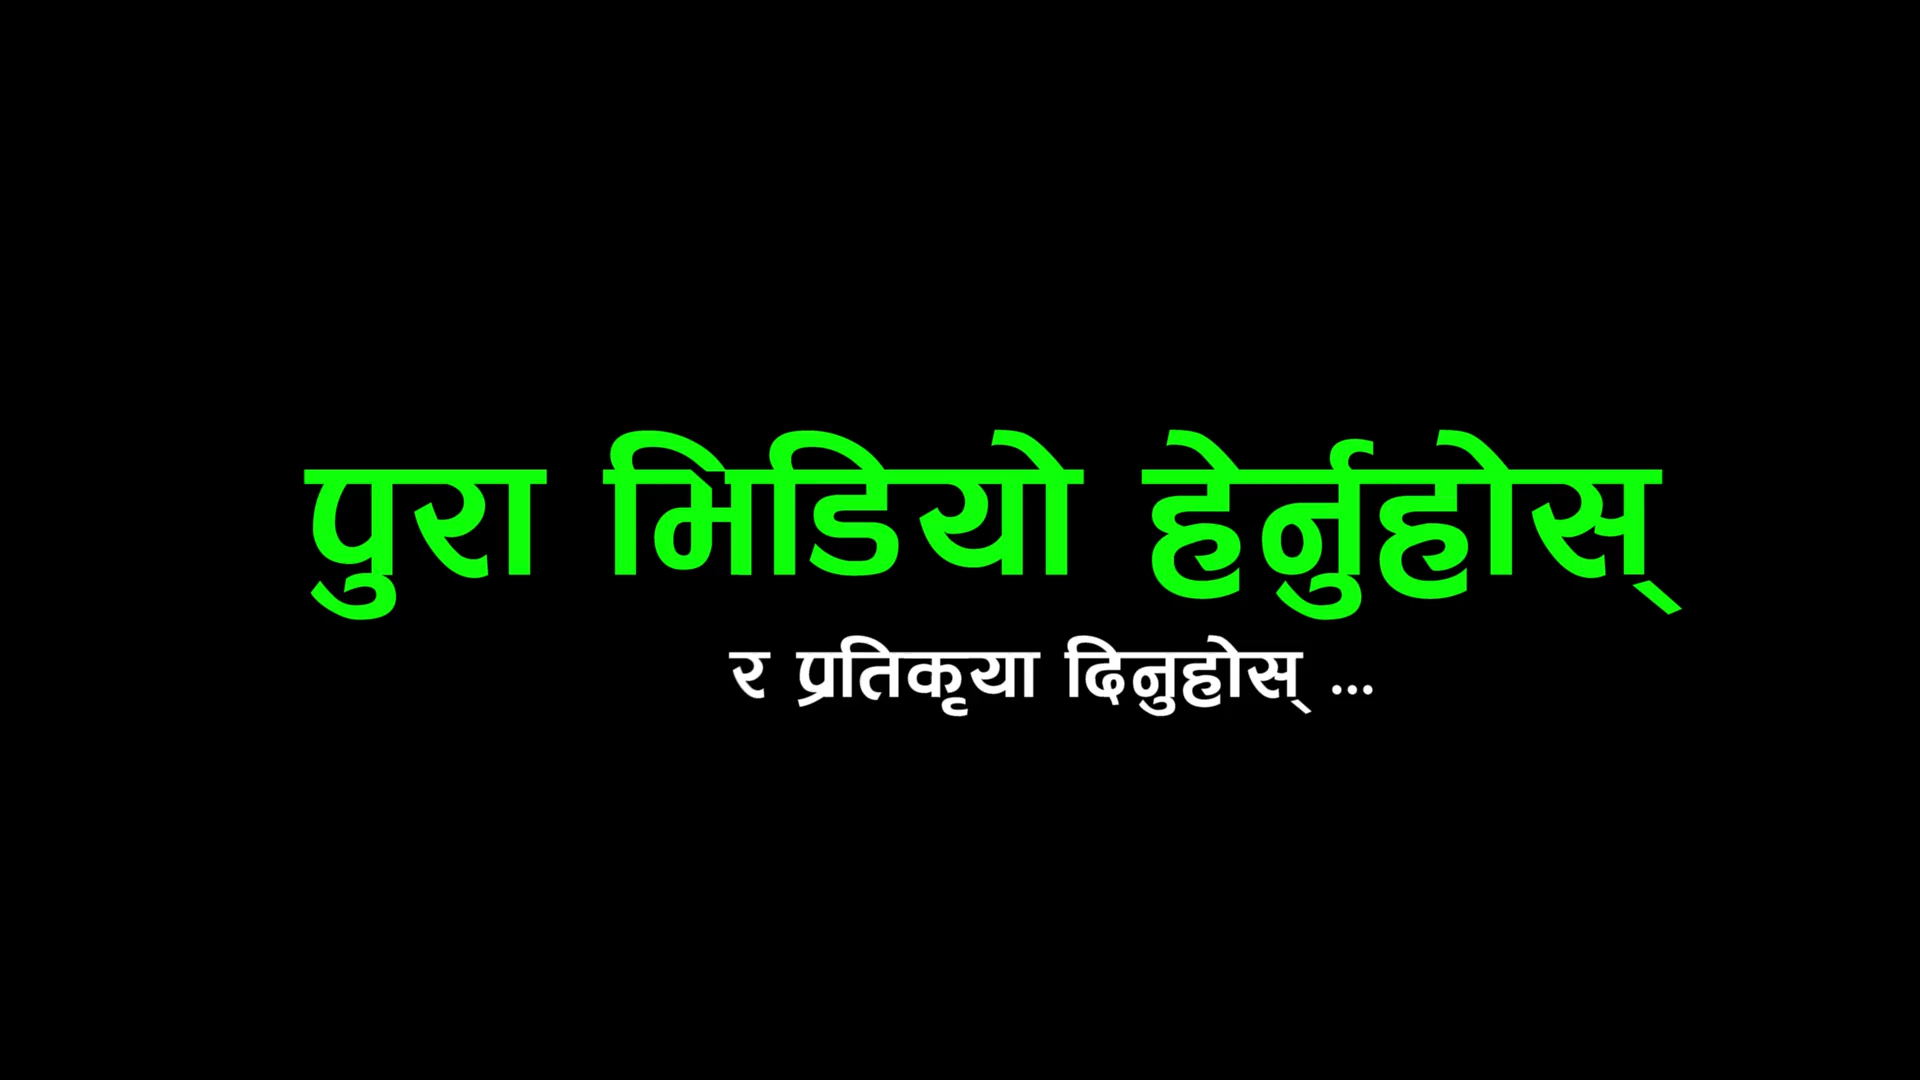 पुरा भिडियो हेर्नुहोस्
र प्रतिकृया दिनुहोस् ...